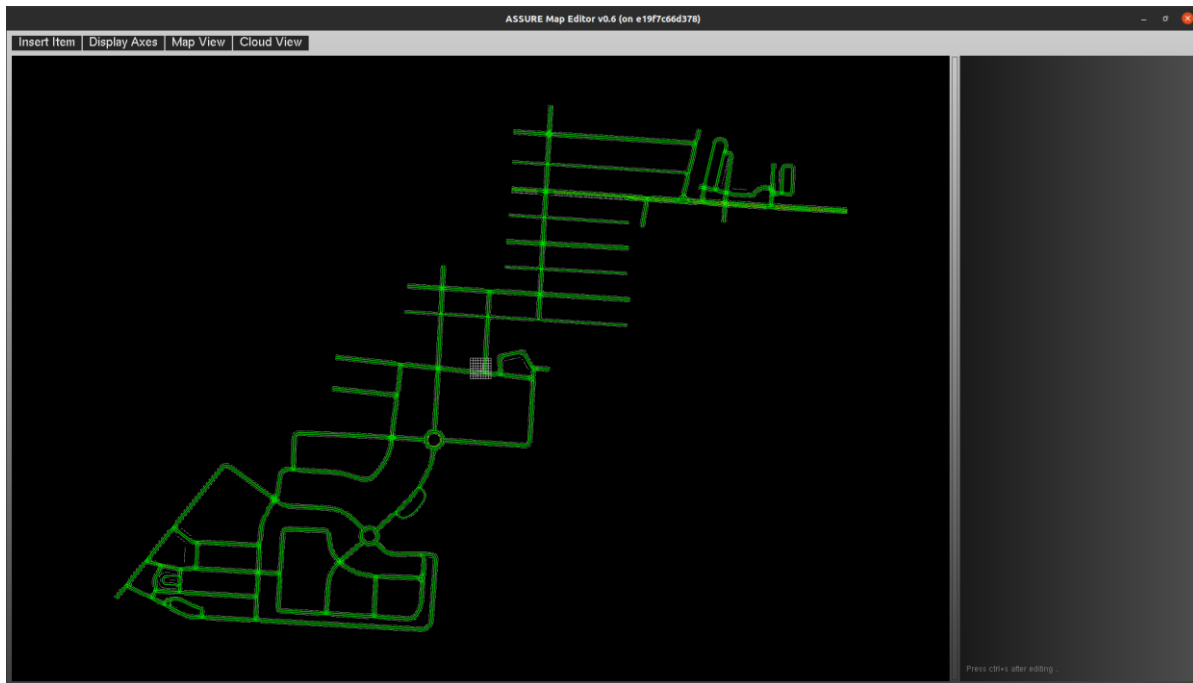 ASSURE Map Editor v0.6 (on e19f7c66d378)
Insert Item Display Axes Map View Cloud View
Press ctrl+s after editing ..